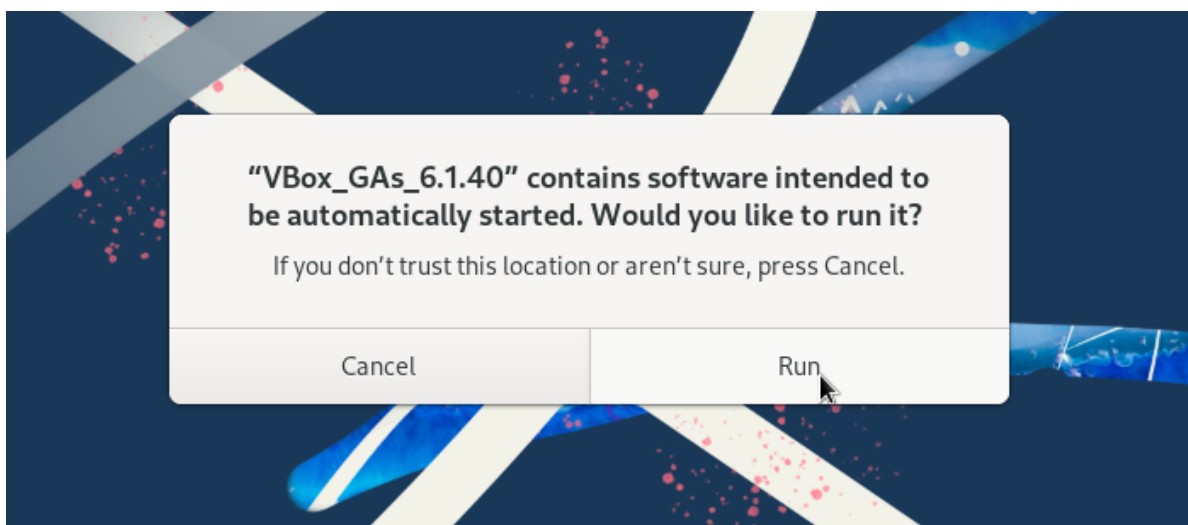 “VBox_GAs_6.1.40” contains software intended to
be automatically started. Would you like to run it?
If you don’t trust this location or aren’t sure, press Cancel.
Cancel
Run